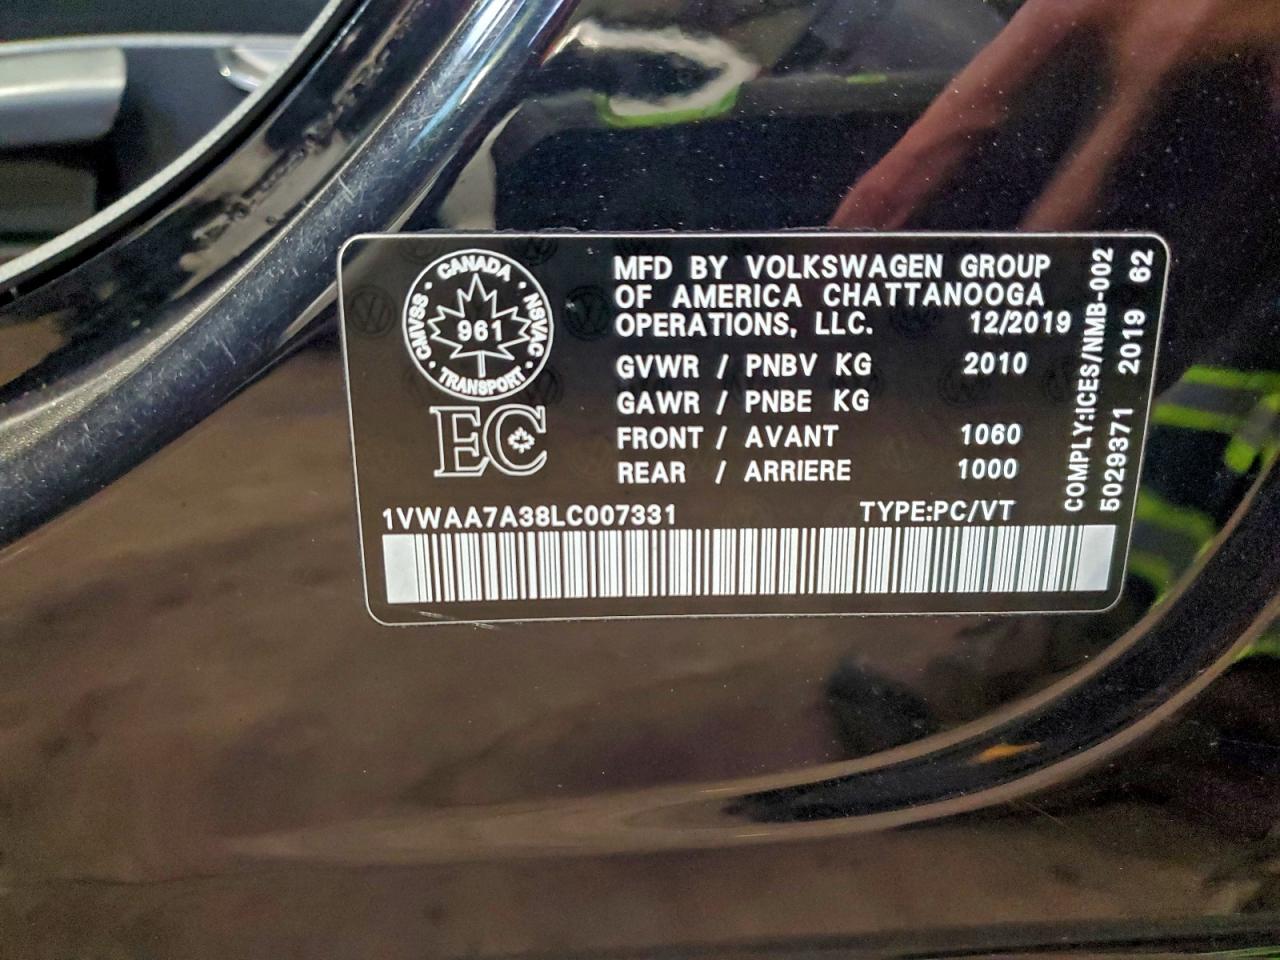 CANADA
CMVSS
961
NSVAC
TRANSPORT
EC
MFD BY VOLKSWAGEN GROUP
OF AMERICA CHATTANOOGA
OPERATIONS, LLC. 12/2019
GVWR / PNBV KG 2010
GAWR / PNBE KG
FRONT / AVANT 1060
REAR / ARRIERE 1000
1VWAA7A38LC007331 TYPE:PC/VT
COMPLY:ICES/NMB-002
5029371 2019 62